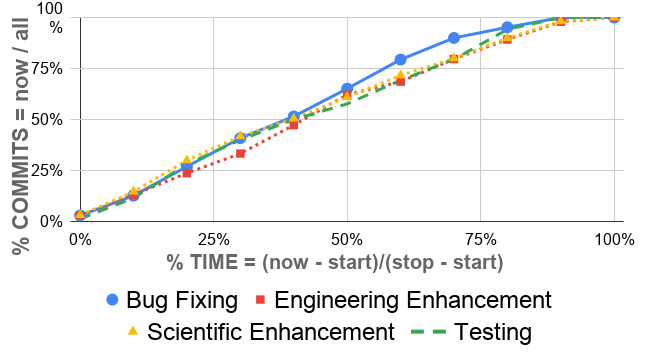 100
%
75%
50%
25%
0%
% COMMITS = now / all
0%
25%
50%
75%
100%
% TIME = (now - start)/(stop - start)
Bug Fixing
Engineering Enhancement
Scientific Enhancement
Testing